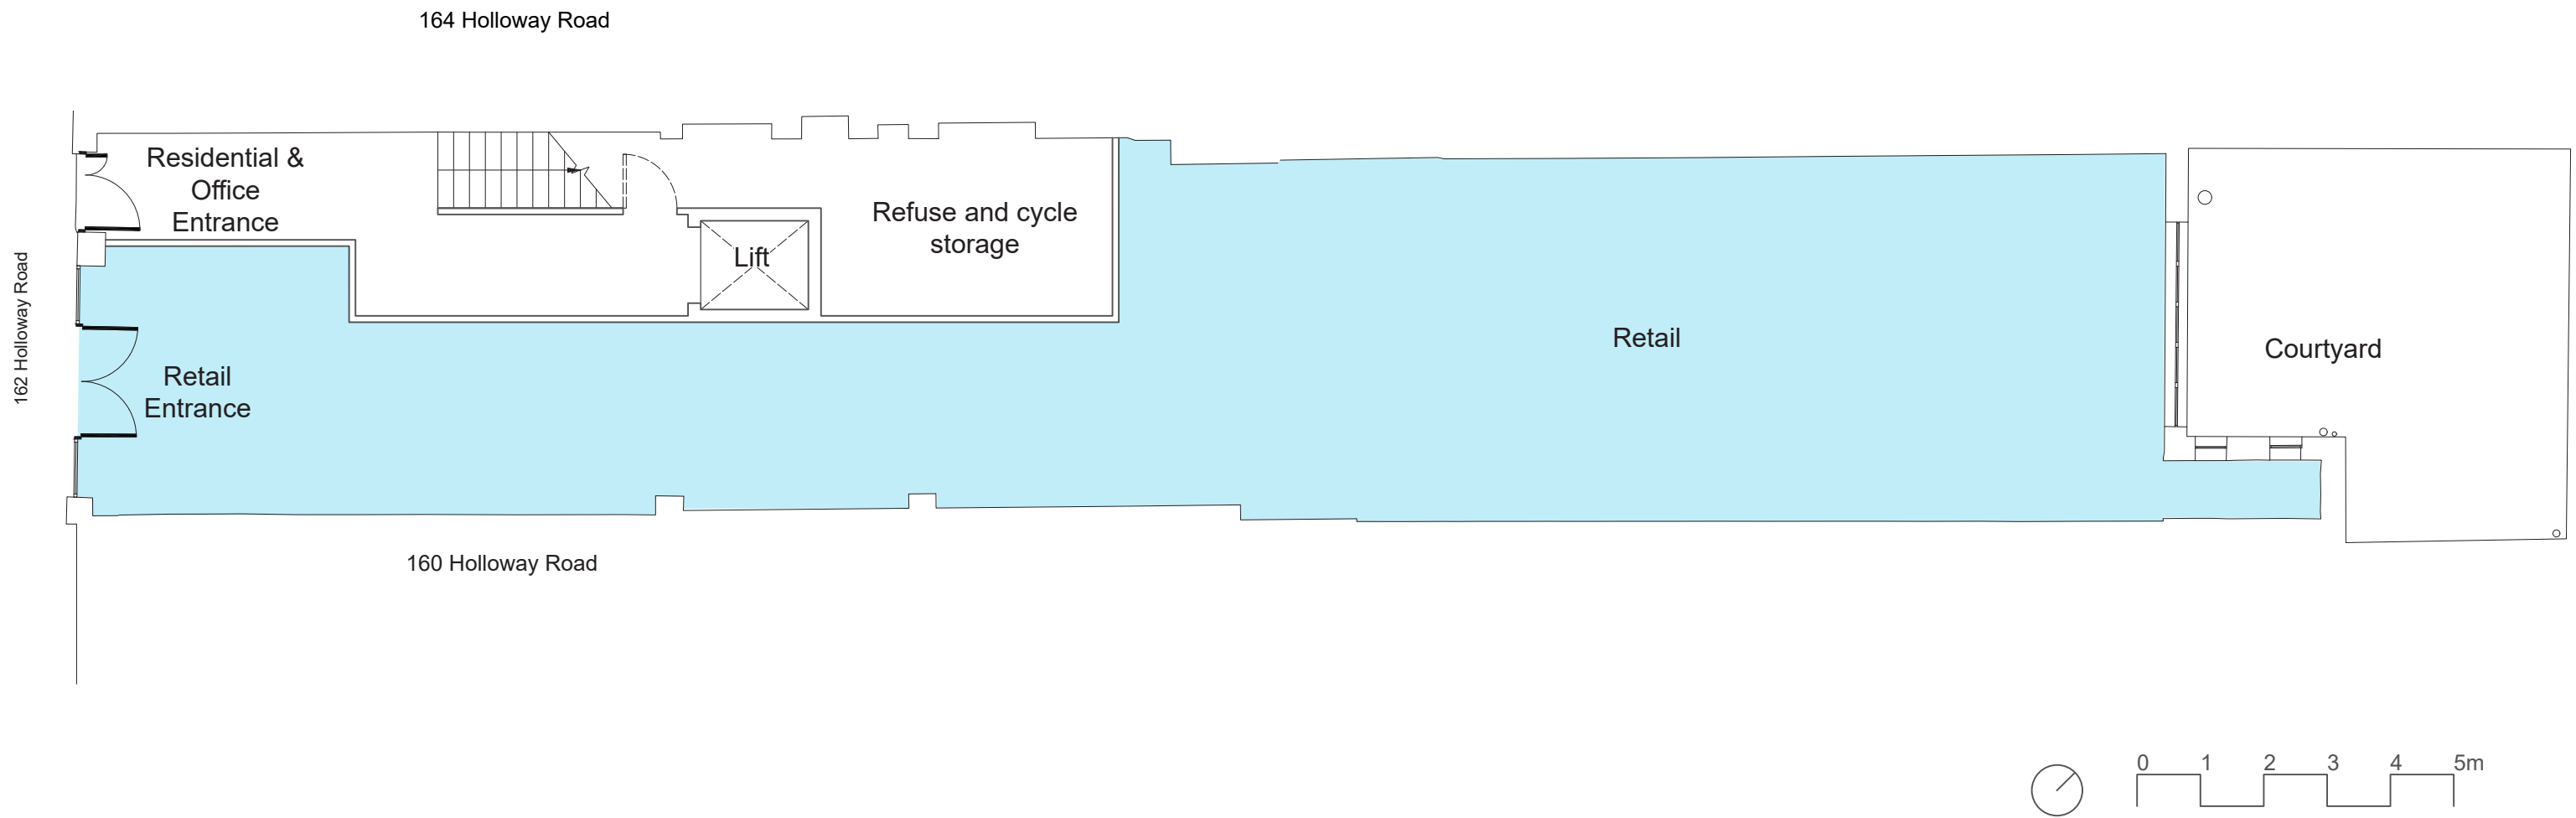 164 Holloway Road
Residential &
Office
Entrance
Refuse and cycle
storage
Lift
162 Holloway Road
Retail
Courtyard
Retail
Entrance
160 Holloway Road
0 1 2 3 4 5m